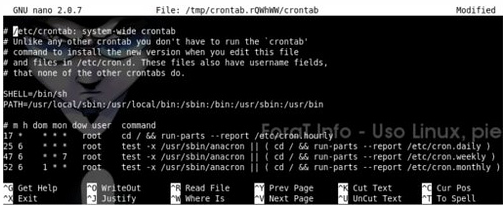 GNU nano 2.0.7 File: /tmp/crontab.rQWhWW/crontab Modified
# /etc/crontab: system-wide crontab
# Unlike any other crontab you don't have to run the `crontab'
# command to install the new version when you edit this file
# and files in /etc/cron.d. These files also have username fields,
# that none of the other crontabs do.
SHELL=/bin/sh
PATH=/usr/local/sbin:/usr/local/bin:/sbin:/bin:/usr/sbin:/usr/bin
# m h dom mon dow user command
17 * * * * root cd / && run-parts --report /etc/cron.hourly
25 6 * * * root test -x /usr/sbin/anacron || ( cd / && run-parts --report /etc/cron.daily )
47 6 * * 7 root test -x /usr/sbin/anacron || ( cd / && run-parts --report /etc/cron.weekly )
52 6 1 * * root test -x /usr/sbin/anacron || ( cd / && run-parts --report /etc/cron.monthly )
Foro Info - Uso Linux, pie
^G Get Help ^O WriteOut ^R Read File ^Y Prev Page ^K Cut Text ^C Cur Pos
^X Exit ^J Justify ^W Where Is ^V Next Page ^U UnCut Text ^T To Spell